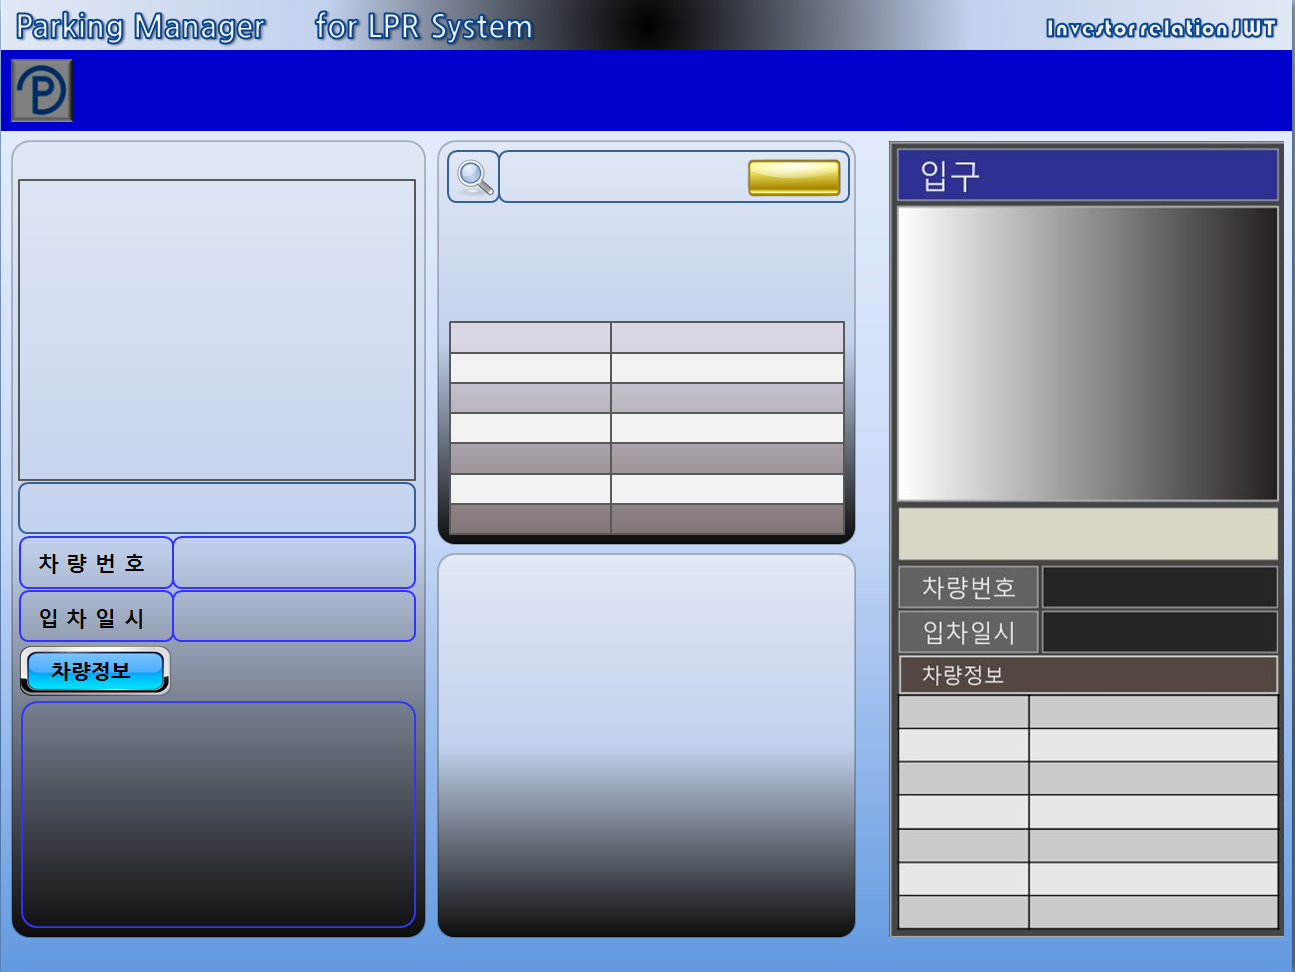 Parking Manager for LPR System
Investor relation JWT
P
차 량 번 호
입 차 일 시
차량정보
입구
차량번호
입차일시
차량정보